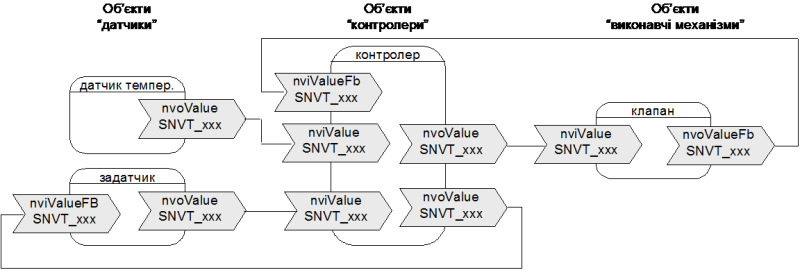 Об'єкти
"датчики"
Об'єкти
"контролери"
Об'єкти
"виконавчі механізми"
датчик темпер.
nvoValue
SNVT_xxx
задатчик
nviValueFB
SNVT_xxx
nvoValue
SNVT_xxx
контролер
nviValueFb
SNVT_xxx
nviValue
SNVT_xxx
nvoValue
SNVT_xxx
nviValue
SNVT_xxx
nvoValue
SNVT_xxx
клапан
nviValue
SNVT_xxx
nvoValueFb
SNVT_xxx